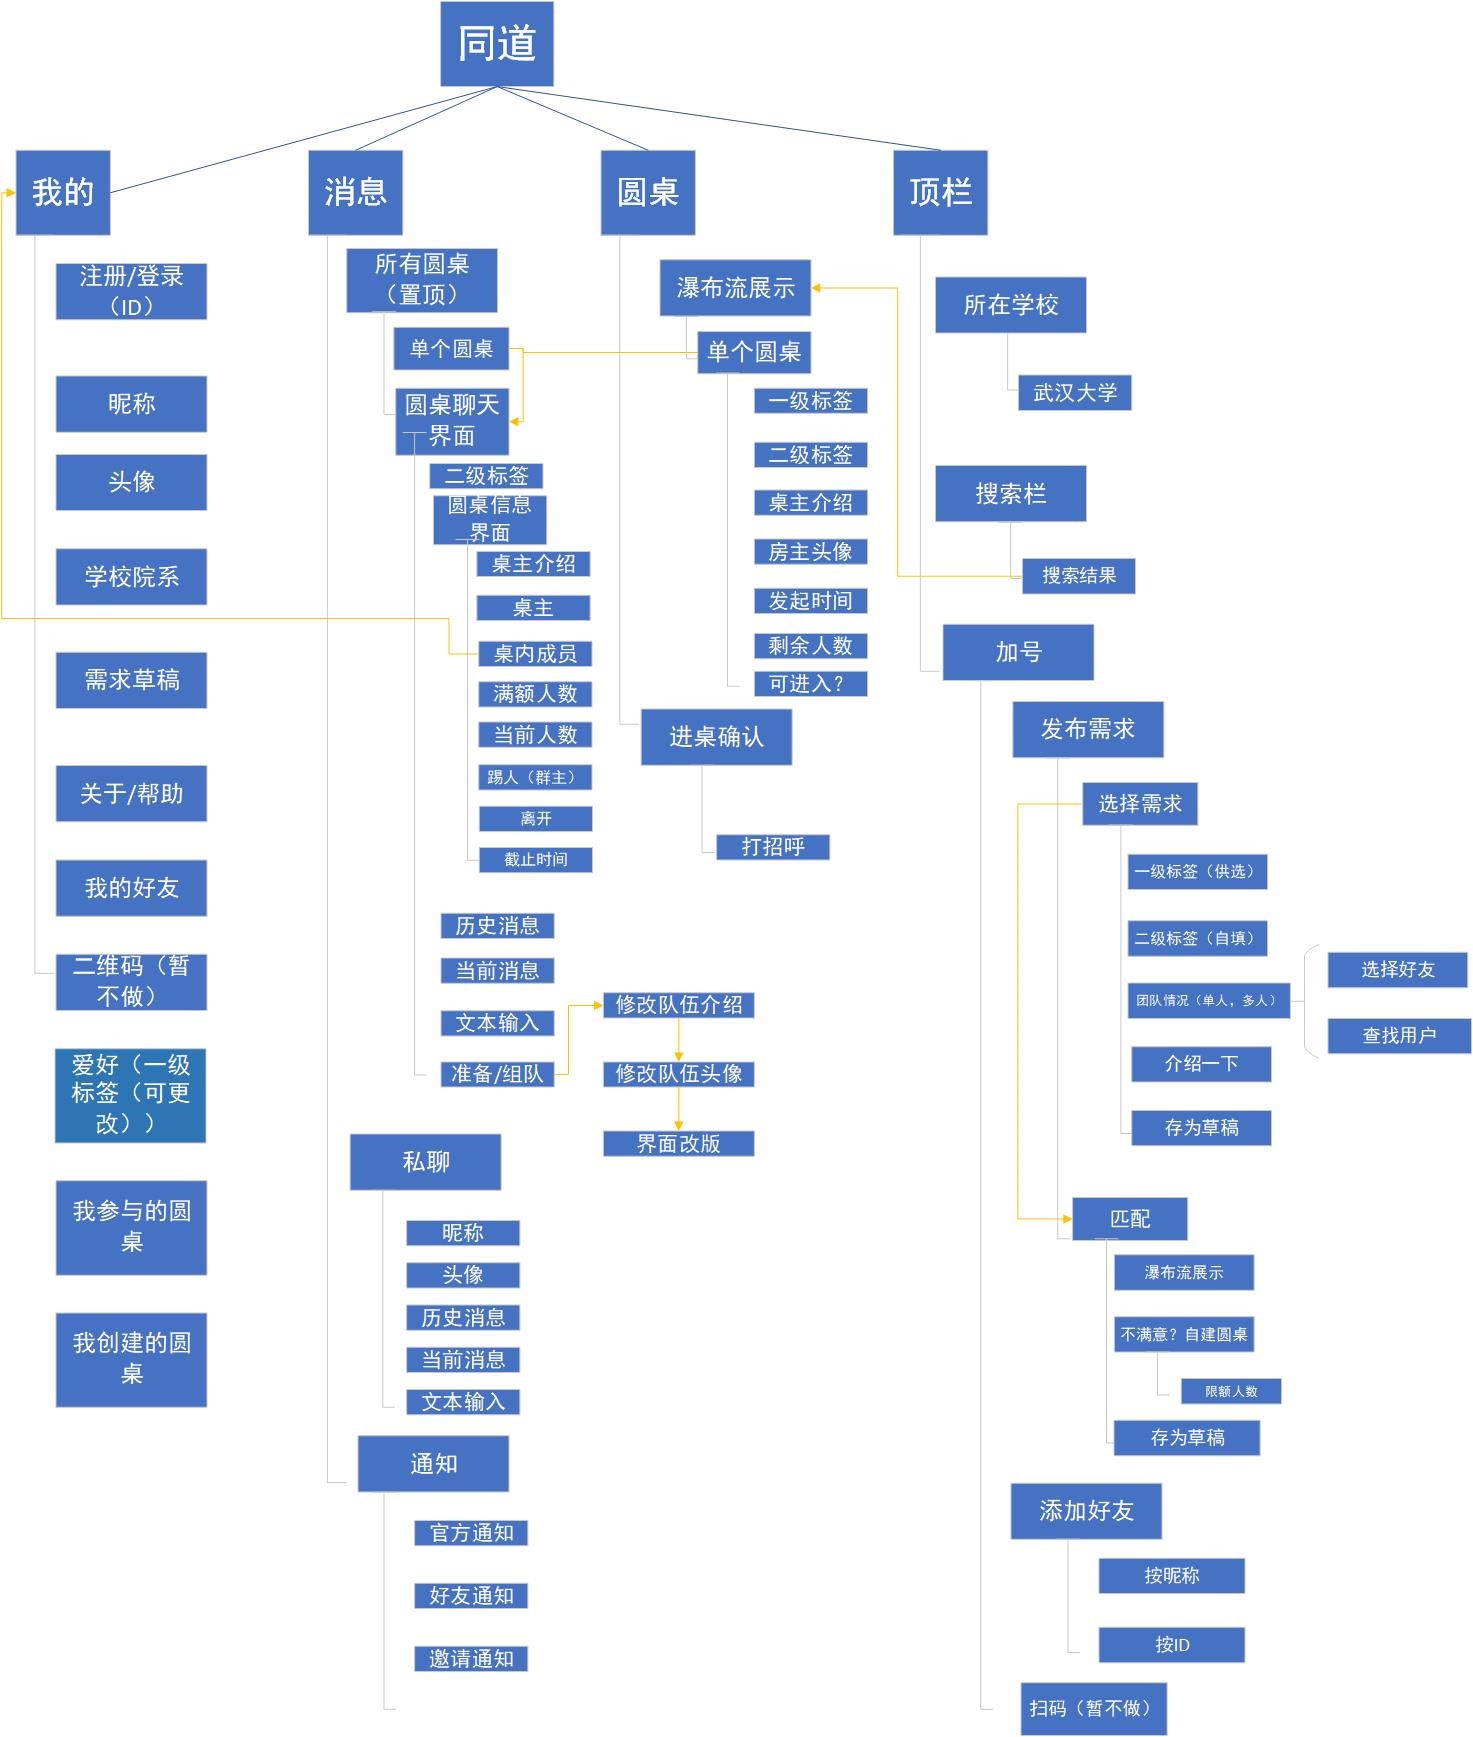 同道
我的
消息
圆桌
顶栏
注册/登录
（ID）
昵称
头像
学校院系
需求草稿
关于/帮助
我的好友
二维码（暂
不做）
爱好（一级
标签（可更
改））
我参与的圆
桌
我创建的圆
桌
所有圆桌
（置顶）
单个圆桌
圆桌聊天
界面
二级标签
圆桌信息
界面
桌主介绍
桌主
桌内成员
满额人数
当前人数
踢人（群主）
离开
截止时间
历史消息
当前消息
文本输入
准备/组队
修改队伍介绍
修改队伍头像
界面改版
私聊
昵称
头像
历史消息
当前消息
文本输入
通知
官方通知
好友通知
邀请通知
瀑布流展示
单个圆桌
一级标签
二级标签
桌主介绍
房主头像
发起时间
剩余人数
可进入？
进桌确认
打招呼
所在学校
武汉大学
搜索栏
搜索结果
加号
发布需求
选择需求
一级标签（供选）
二级标签（自填）
团队情况（单人，多人）
选择好友
查找用户
介绍一下
存为草稿
匹配
瀑布流展示
不满意？自建圆桌
限额人数
存为草稿
添加好友
按昵称
按ID
扫码（暂不做）